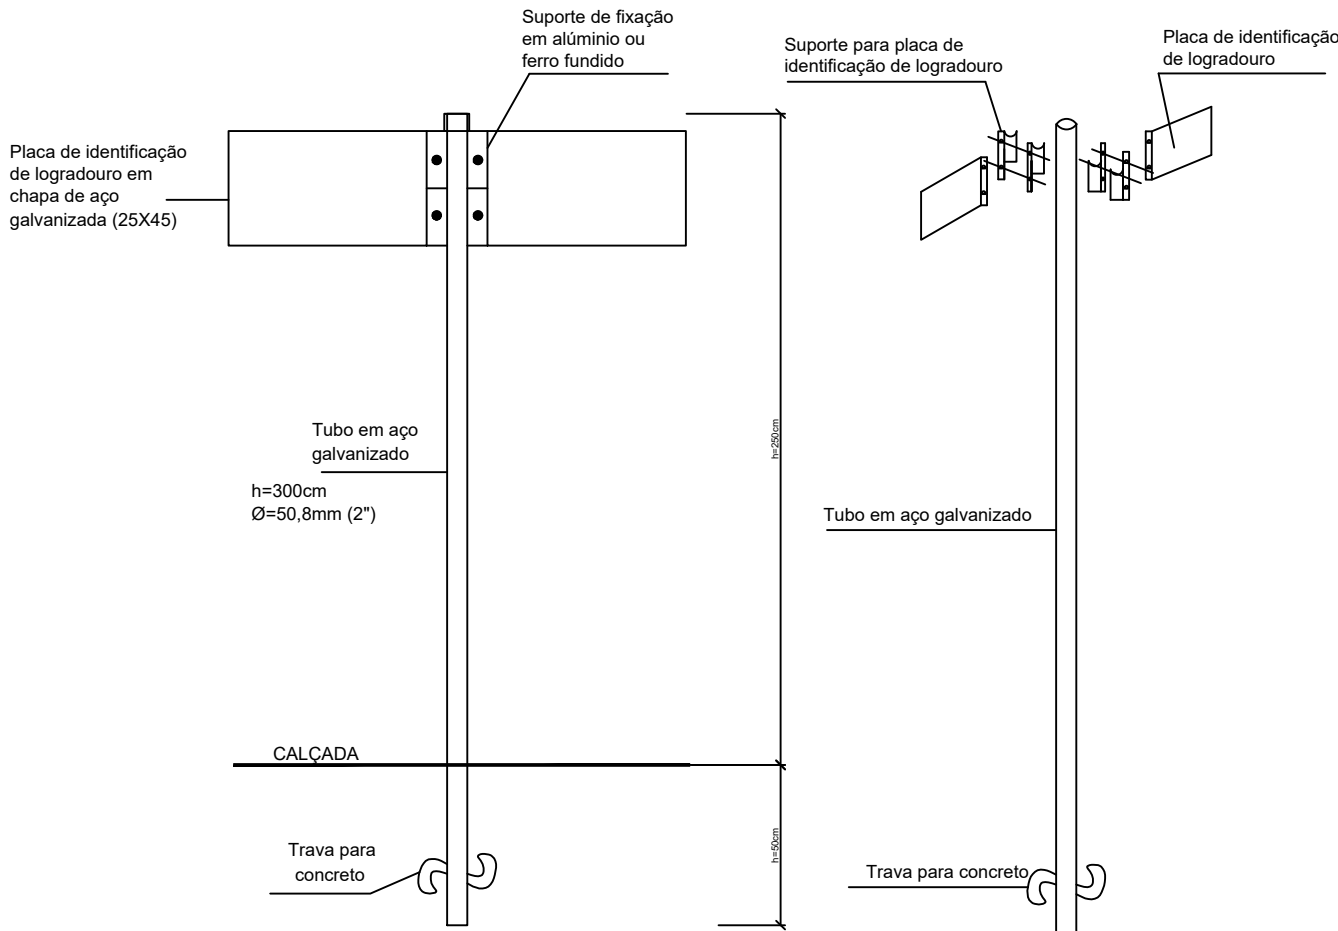 Suporte de fixação
em alúminio ou
ferro fundido
Placa de identificação
de logradouro em
chapa de aço
galvanizada (25X45)
Tubo em aço
galvanizado
h=300cm
Ø=50,8mm (2")
h=250cm
CALÇADA
h=50cm
Trava para
concreto
Suporte para placa de
identificação de logradouro
Placa de identificação
de logradouro
Tubo em aço galvanizado
Trava para concreto